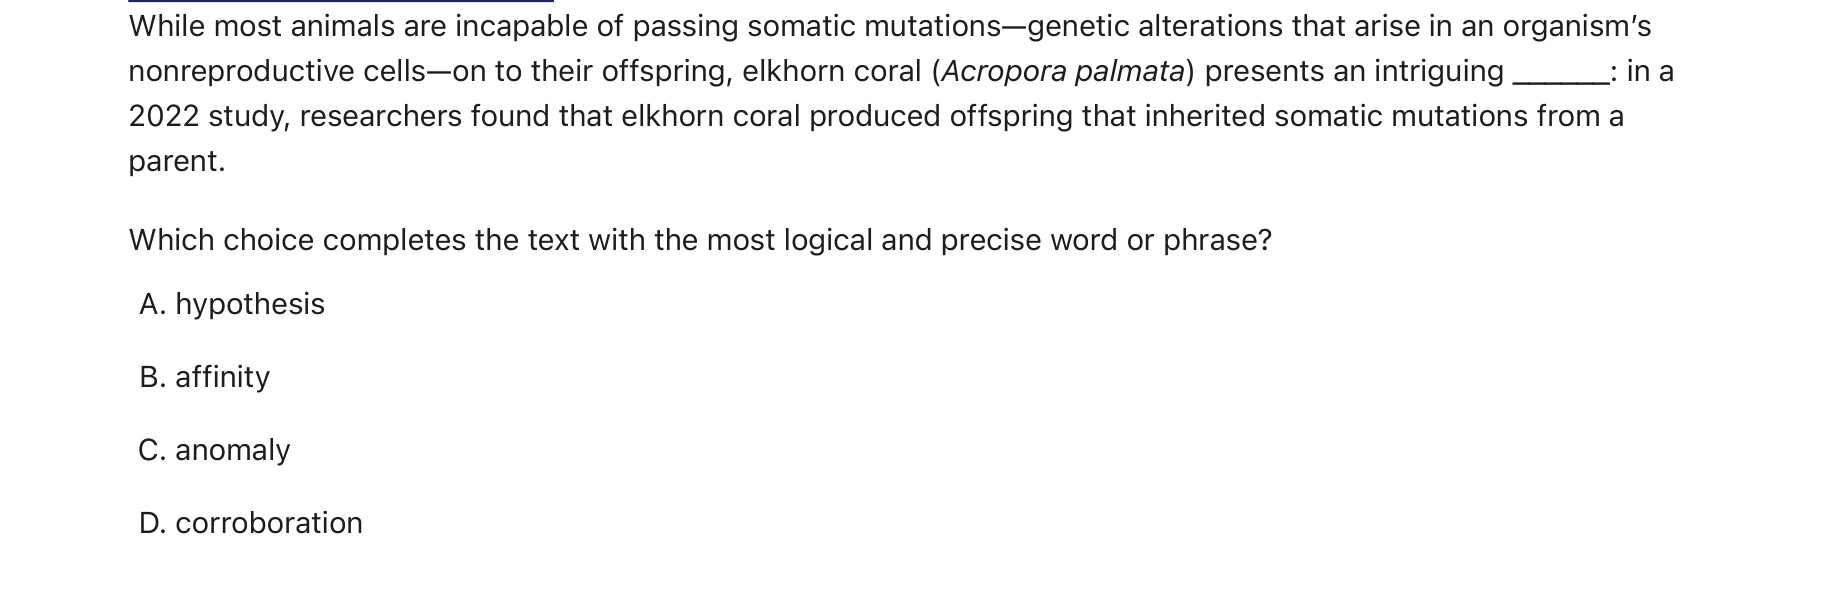 While most animals are incapable of passing somatic mutations—genetic alterations that arise in an organism’s
nonreproductive cells—on to their offspring, elkhorn coral (Acropora palmata) presents an intriguing ______: in a
2022 study, researchers found that elkhorn coral produced offspring that inherited somatic mutations from a
parent.
Which choice completes the text with the most logical and precise word or phrase?
A. hypothesis
B. affinity
C. anomaly
D. corroboration